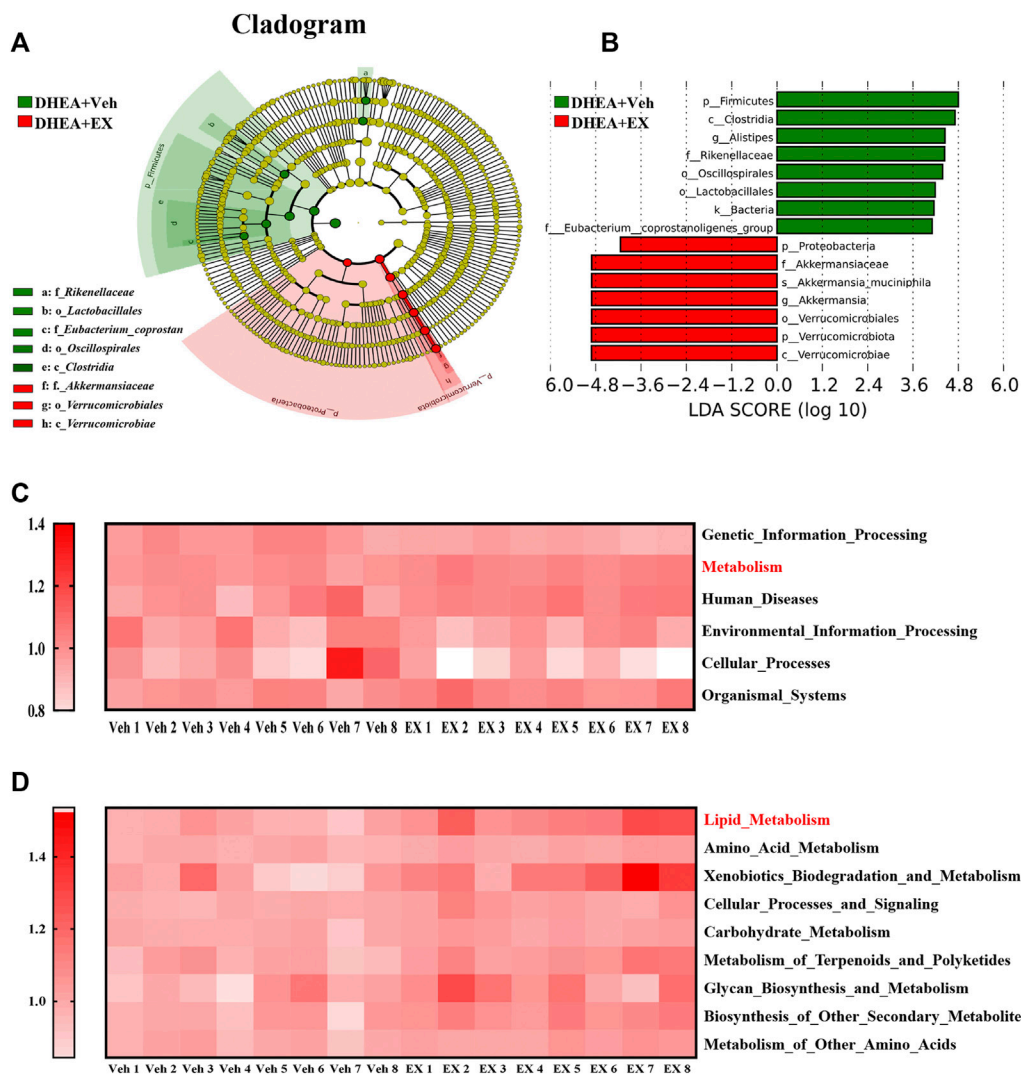 Cladogram
A
DHEA+Veh
DHEA+EX
p__Firmicutes
b
a
e
d
c
e
p__Proteobacteria
p__Verrucomicrobiota
f
g
h
a: f_Rikenellaceae
b: o_Lactobacillales
c: f_Eubacterium_coprostan
d: o_Oscillospirales
e: c_Clostridia
f: f._Akkermansiaceae
g: o_Verrucomicrobiales
h: c_Verrucomicrobiae
B
DHEA+Veh
DHEA+EX
p__Firmicutes
c__Clostridia
g__Alistipes
f__Rikenellaceae
o__Oscillospirales
o__Lactobacillales
k__Bacteria
f__Eubacterium__coprostanoligenes_group
p__Proteobacteria
f__Akkermansiaceae
s__Akkermansia_muciniphila
g__Akkermansia
o__Verrucomicrobiales
p__Verrucomicrobiota
c__Verrucomicrobiae
6.0 −4.8 −3.6 −2.4 −1.2 0.0 1.2 2.4 3.6 4.8 6.0
LDA SCORE (log 10)
C
1.4
1.2
1.0
0.8
Genetic_Information_Processing
Metabolism
Human_Diseases
Environmental_Information_Processing
Cellular_Processes
Organismal_Systems
Veh 1 Veh 2 Veh 3 Veh 4 Veh 5 Veh 6 Veh 7 Veh 8 EX 1 EX 2 EX 3 EX 4 EX 5 EX 6 EX 7 EX 8
D
1.4
1.2
1.0
Lipid_Metabolism
Amino_Acid_Metabolism
Xenobiotics_Biodegradation_and_Metabolism
Cellular_Processes_and_Signaling
Carbohydrate_Metabolism
Metabolism_of_Terpenoids_and_Polyketides
Glycan_Biosynthesis_and_Metabolism
Biosynthesis_of_Other_Secondary_Metabolite
Metabolism_of_Other_Amino_Acids
Veh 1 Veh 2 Veh 3 Veh 4 Veh 5 Veh 6 Veh 7 Veh 8 EX 1 EX 2 EX 3 EX 4 EX 5 EX 6 EX 7 EX 8